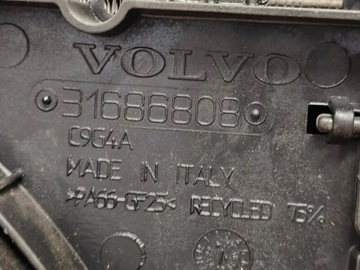 VOLVO
31686808
C9G4A
MADE IN ITALY
>PA66-GF25< RECYCLED 75%